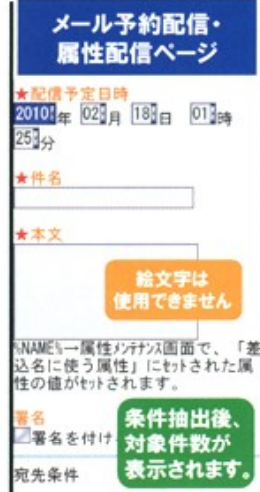 メール予約配信・
属性配信ページ
★配信予定日時
2010年 02月 18日 01時
25分
★件名
★本文
絵文字は
使用できません
%NAME%→属性ﾒﾝﾃﾅﾝｽ画面で、「差
込名に使う属性」にｾｯﾄされた属
性の値がｾｯﾄされます。
署名
署名を付け
条件抽出後、
対象件数が
表示されます。
宛先条件